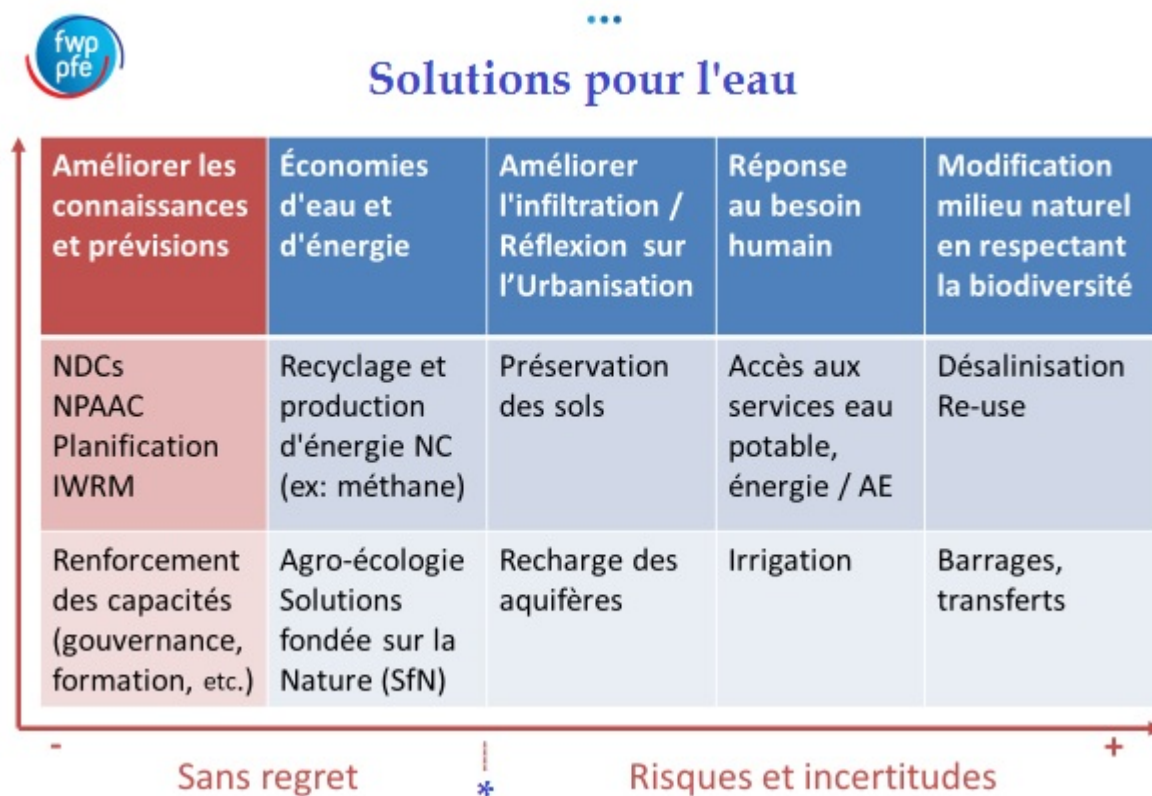 fwp
pfe
Solutions pour l'eau
Améliorer les
connaissances
et prévisions
Économies
d'eau et
d'énergie
Améliorer
l'infiltration /
Réflexion sur
l’Urbanisation
Réponse
au besoin
humain
Modification
milieu naturel
en respectant
la biodiversité
NDCs
NPAAC
Planification
IWRM
Recyclage et
production
d'énergie NC
(ex: méthane)
Préservation
des sols
Accès aux
services eau
potable,
énergie / AE
Désalinisation
Re-use
Renforcement
des capacités
(gouvernance,
formation, etc.)
Agro-écologie
Solutions
fondée sur la
Nature (SfN)
Recharge des
aquifères
Irrigation
Barrages,
transferts
- +
Sans regret * Risques et incertitudes